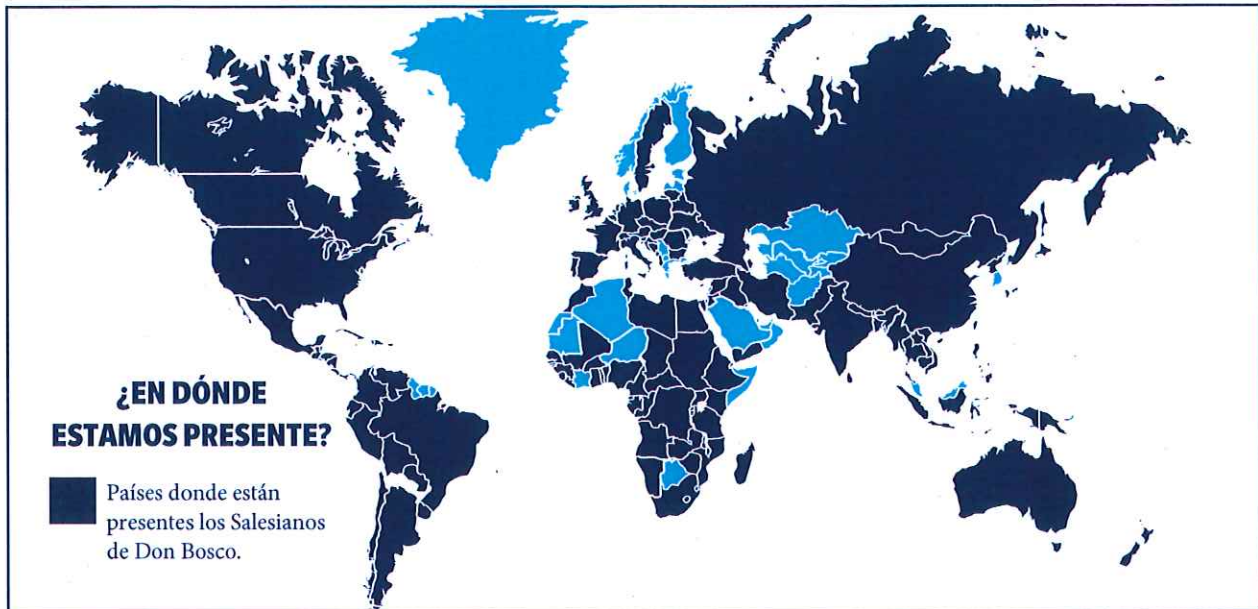 ¿EN DÓNDE
ESTAMOS PRESENTE?
Países donde están
presentes los Salesianos
de Don Bosco.